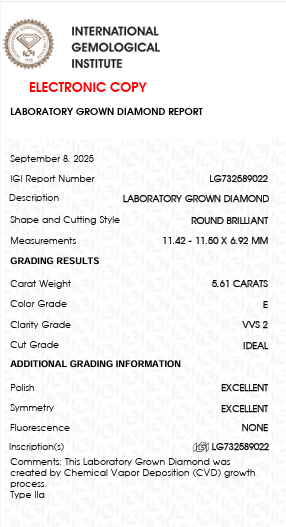 INTERNATIONAL
GEMOLOGICAL
INSTITUTE
ELECTRONIC COPY
LABORATORY GROWN DIAMOND REPORT
September 8, 2025
IGI Report Number LG732589022
Description LABORATORY GROWN DIAMOND
Shape and Cutting Style ROUND BRILLIANT
Measurements 11.42 - 11.50 X 6.92 MM
GRADING RESULTS
Carat Weight 5.61 CARATS
Color Grade E
Clarity Grade VVS 2
Cut Grade IDEAL
ADDITIONAL GRADING INFORMATION
Polish EXCELLENT
Symmetry EXCELLENT
Fluorescence NONE
Inscription(s) IGI LG732589022
Comments: This Laboratory Grown Diamond was
created by Chemical Vapor Deposition (CVD) growth
process.
Type IIa